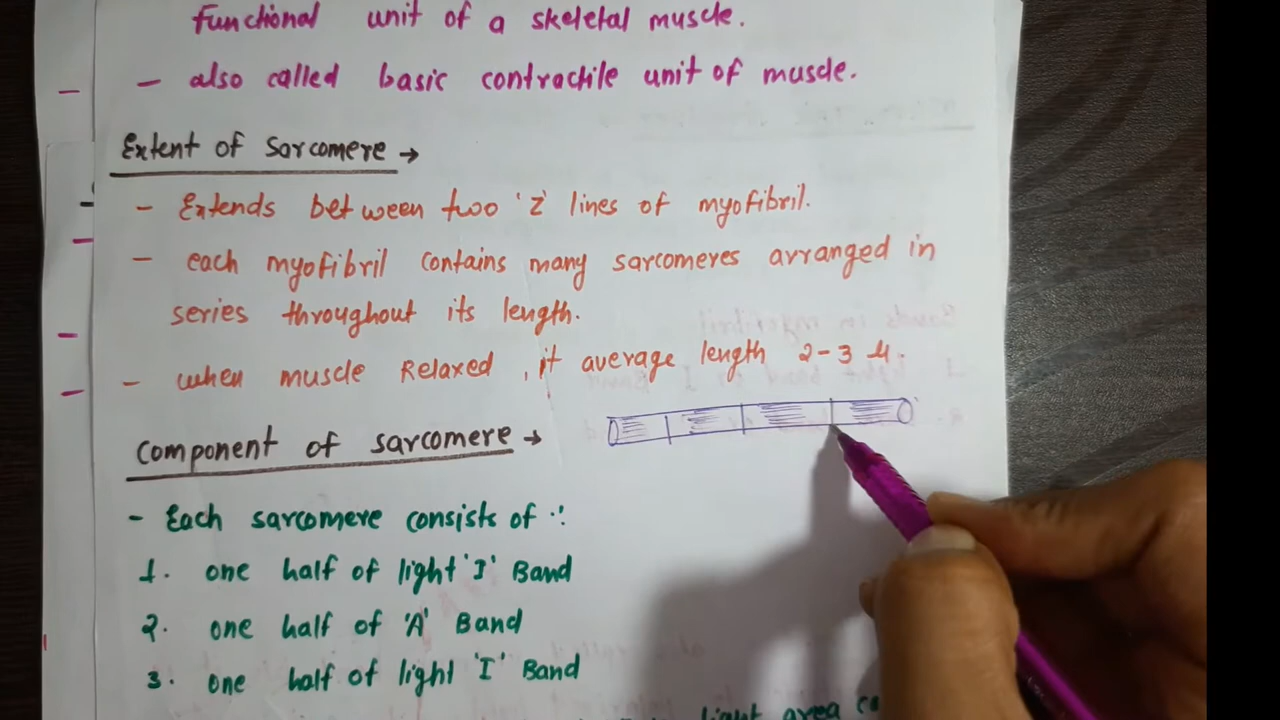 functional unit of a skeletal muscle.
- also called basic contractile unit of muscle.
Extent of Sarcomere →
- Extends between two 'Z' lines of myofibril.
- each myofibril contains many sarcomeres arranged in
series throughout its length.
- when muscle Relaxed , it average length 2-3 µ.
Component of sarcomere →
- Each sarcomere consists of :
1. one half of light 'I' Band
2. one half of 'A' Band
3. one half of light 'I' Band
light area